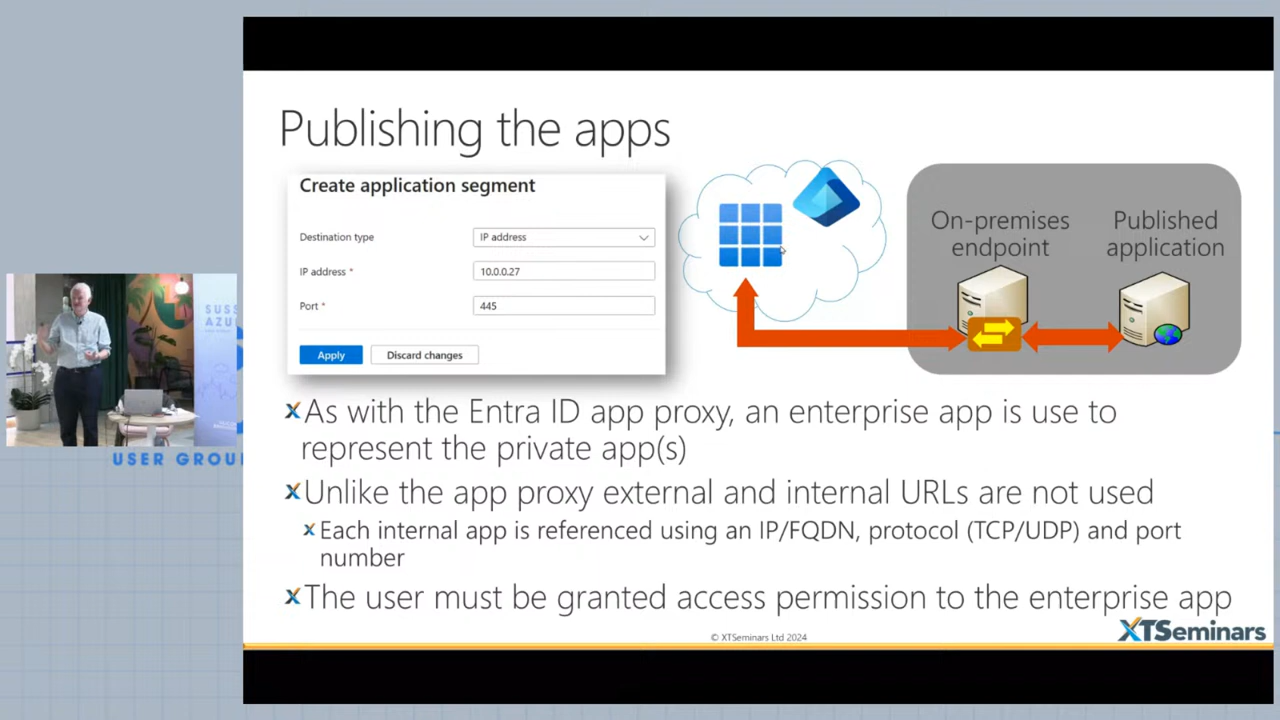 Publishing the apps
Create application segment
Destination type
IP address
IP address *
10.0.0.27
Port *
445
Apply
Discard changes
On-premises
endpoint
Published
application
As with the Entra ID app proxy, an enterprise app is use to
represent the private app(s)
Unlike the app proxy external and internal URLs are not used
Each internal app is referenced using an IP/FQDN, protocol (TCP/UDP) and port
number
The user must be granted access permission to the enterprise app
© XTSeminars Ltd 2024
XTSeminars
SUSS
AZU
USER GROU